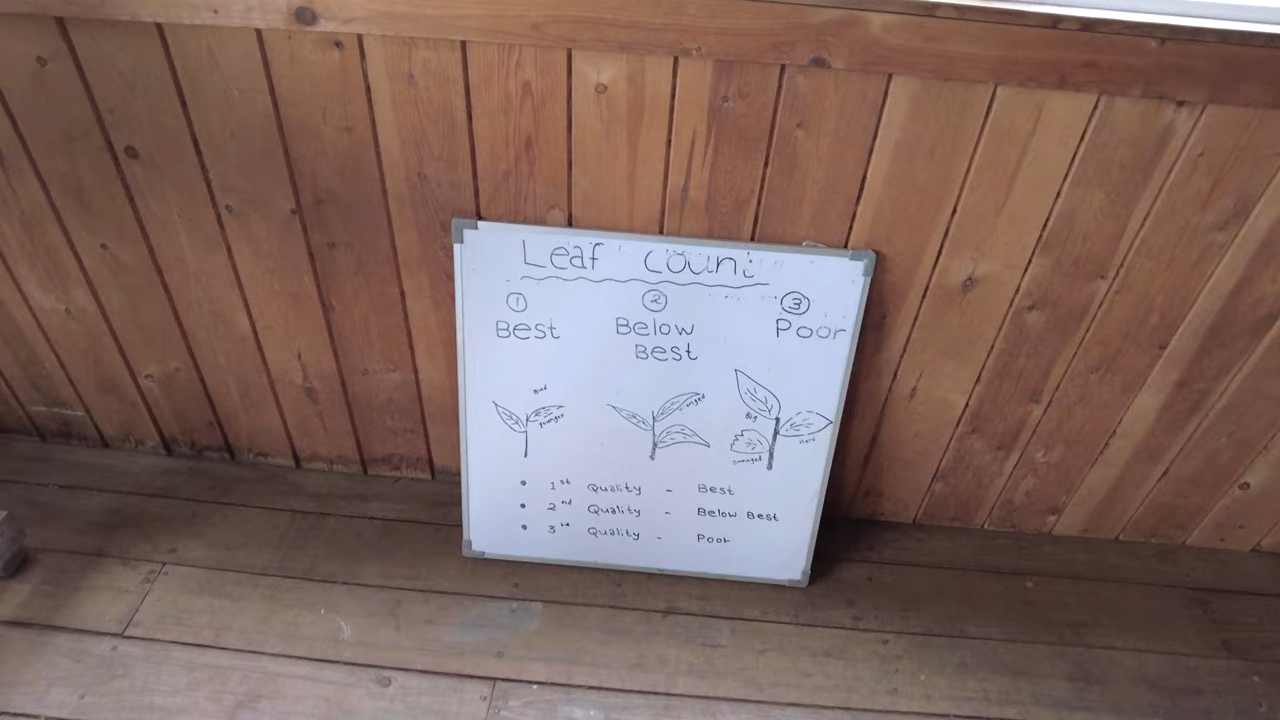 Leaf Count
1 2 3
Best Below Best Poor
Bud
younger
Big
Hard
Damaged
• 1st Quality - Best
• 2nd Quality - Below Best
• 3rd Quality - Poor